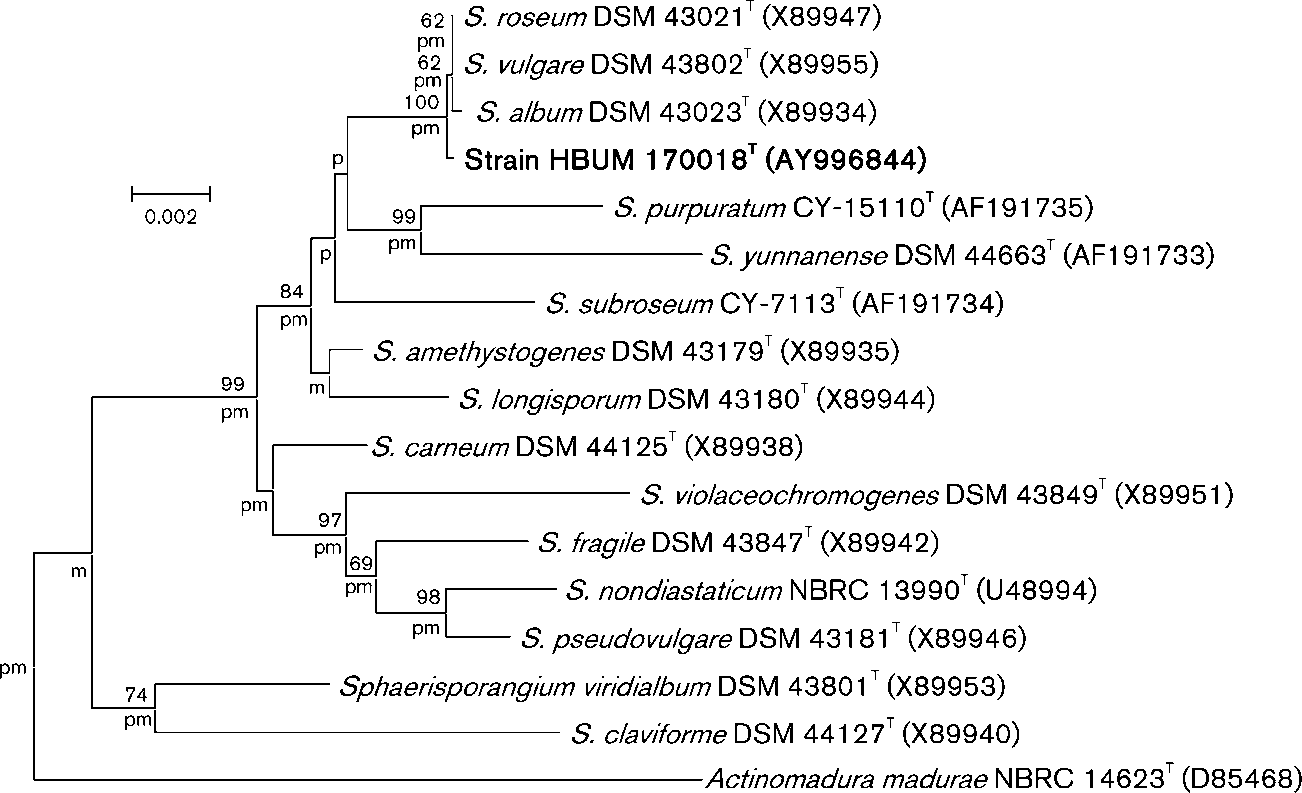 62 S. roseum DSM 43021ᵀ (X89947)
pm
62 S. vulgare DSM 43802ᵀ (X89955)
pm
100 S. album DSM 43023ᵀ (X89934)
pm
p Strain HBUM 170018ᵀ (AY996844)
0.002
99 S. purpuratum CY-15110ᵀ (AF191735)
pm
p S. yunnanense DSM 44663ᵀ (AF191733)
84 S. subroseum CY-7113ᵀ (AF191734)
pm
S. amethystogenes DSM 43179ᵀ (X89935)
99 m S. longisporum DSM 43180ᵀ (X89944)
pm
S. carneum DSM 44125ᵀ (X89938)
S. violaceochromogenes DSM 43849ᵀ (X89951)
pm
97
pm S. fragile DSM 43847ᵀ (X89942)
m 69
pm S. nondiastaticum NBRC 13990ᵀ (U48994)
98
pm S. pseudovulgare DSM 43181ᵀ (X89946)
pm
74 Sphaerisporangium viridialbum DSM 43801ᵀ (X89953)
pm
S. claviforme DSM 44127ᵀ (X89940)
Actinomadura madurae NBRC 14623ᵀ (D85468)